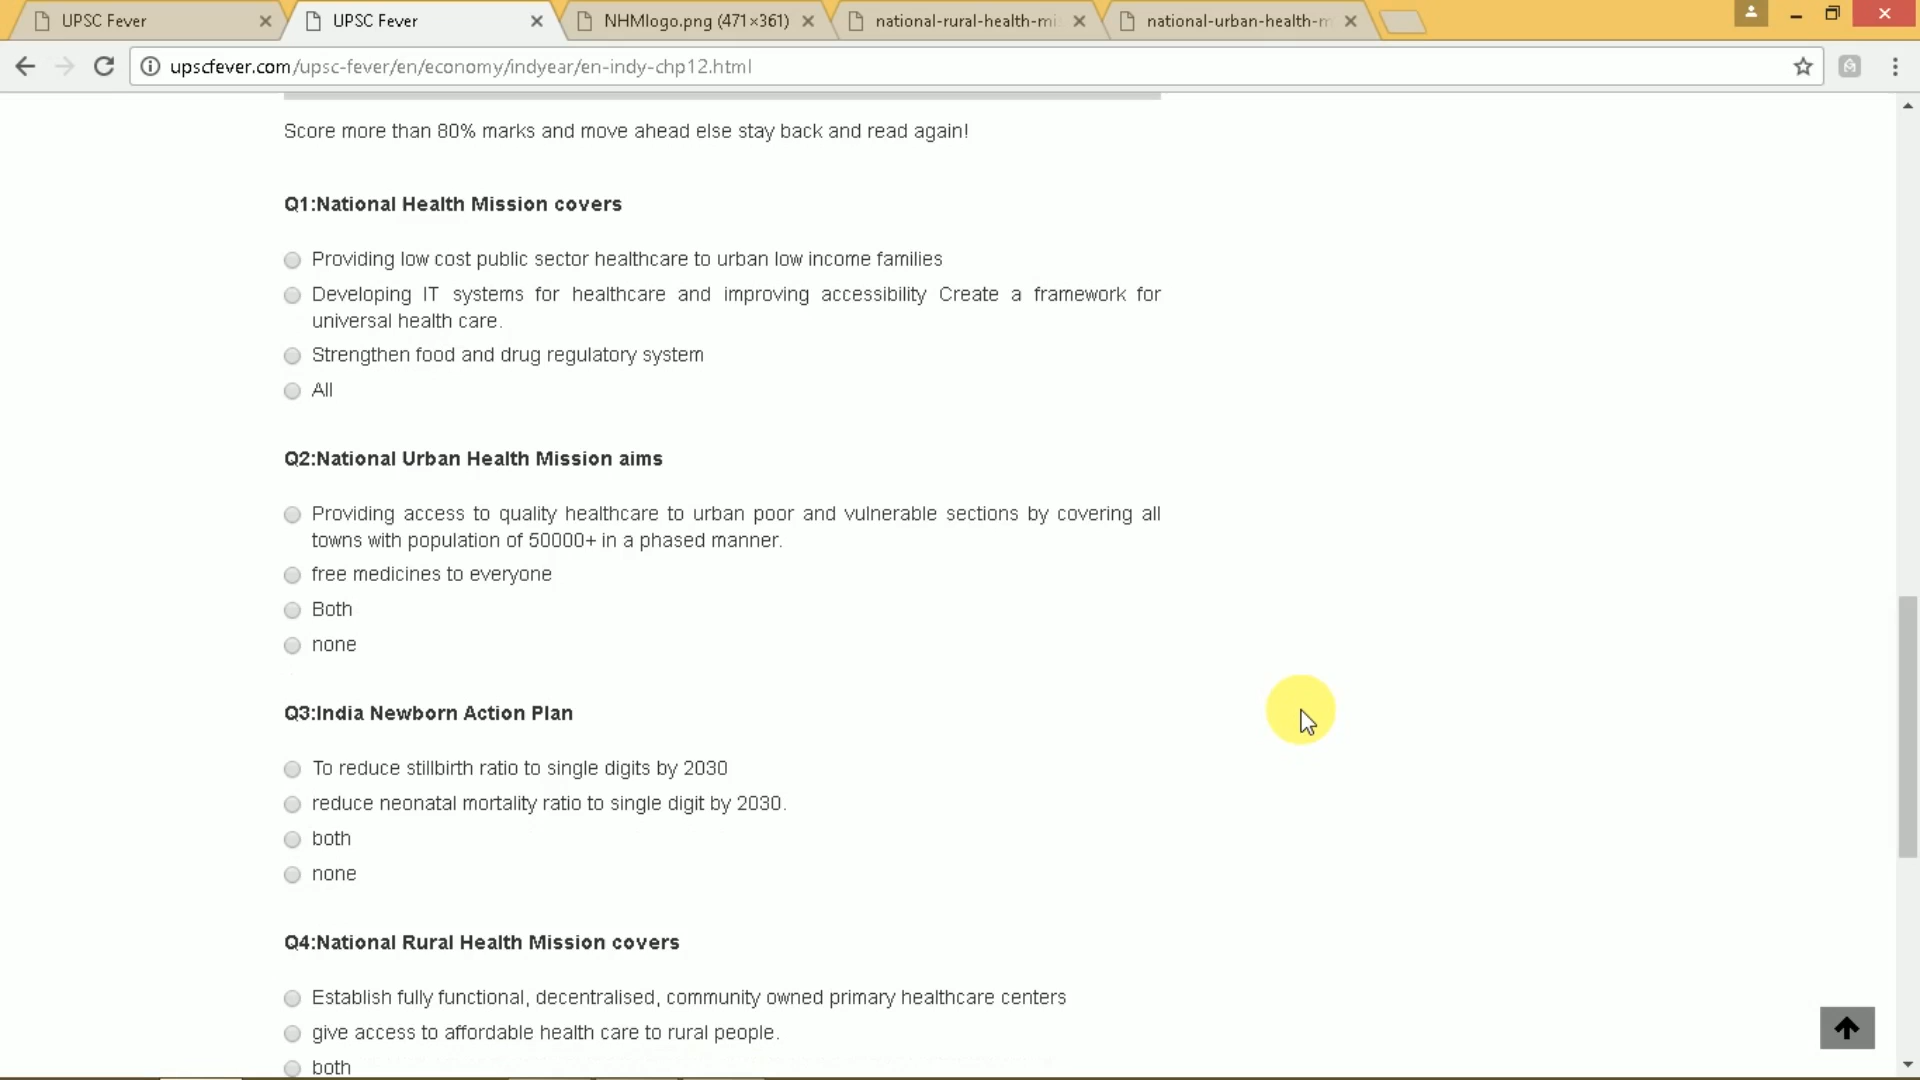 UPSC Fever
UPSC Fever
NHMlogo.png (471×361)
national-rural-health-mi
national-urban-health-m
upscfever.com/upsc-fever/en/economy/indyear/en-indy-chp12.html
Score more than 80% marks and move ahead else stay back and read again!
Q1:National Health Mission covers
Providing low cost public sector healthcare to urban low income families
Developing IT systems for healthcare and improving accessibility Create a framework for
universal health care.
Strengthen food and drug regulatory system
All
Q2:National Urban Health Mission aims
Providing access to quality healthcare to urban poor and vulnerable sections by covering all
towns with population of 50000+ in a phased manner.
free medicines to everyone
Both
none
Q3:India Newborn Action Plan
To reduce stillbirth ratio to single digits by 2030
reduce neonatal mortality ratio to single digit by 2030.
both
none
Q4:National Rural Health Mission covers
Establish fully functional, decentralised, community owned primary healthcare centers
give access to affordable health care to rural people.
both